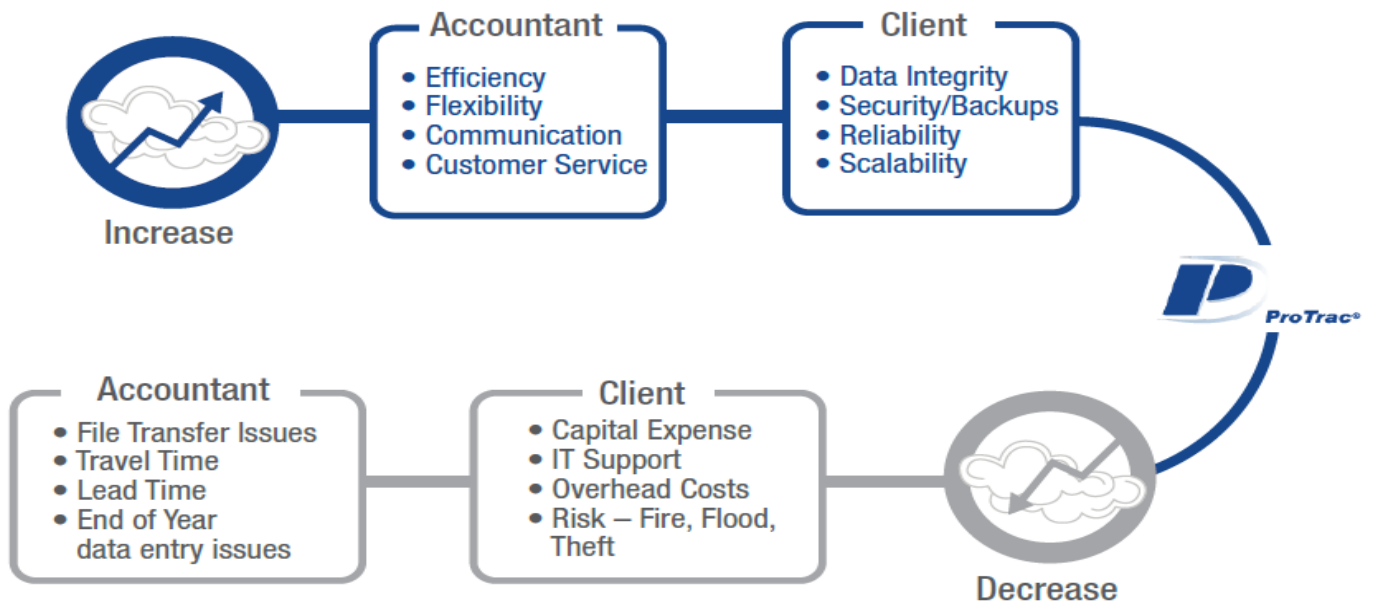 Accountant
• Efficiency
• Flexibility
• Communication
• Customer Service
Client
• Data Integrity
• Security/Backups
• Reliability
• Scalability
Increase
P
ProTrac®
Accountant
• File Transfer Issues
• Travel Time
• Lead Time
• End of Year
data entry issues
Client
• Capital Expense
• IT Support
• Overhead Costs
• Risk – Fire, Flood,
Theft
Decrease